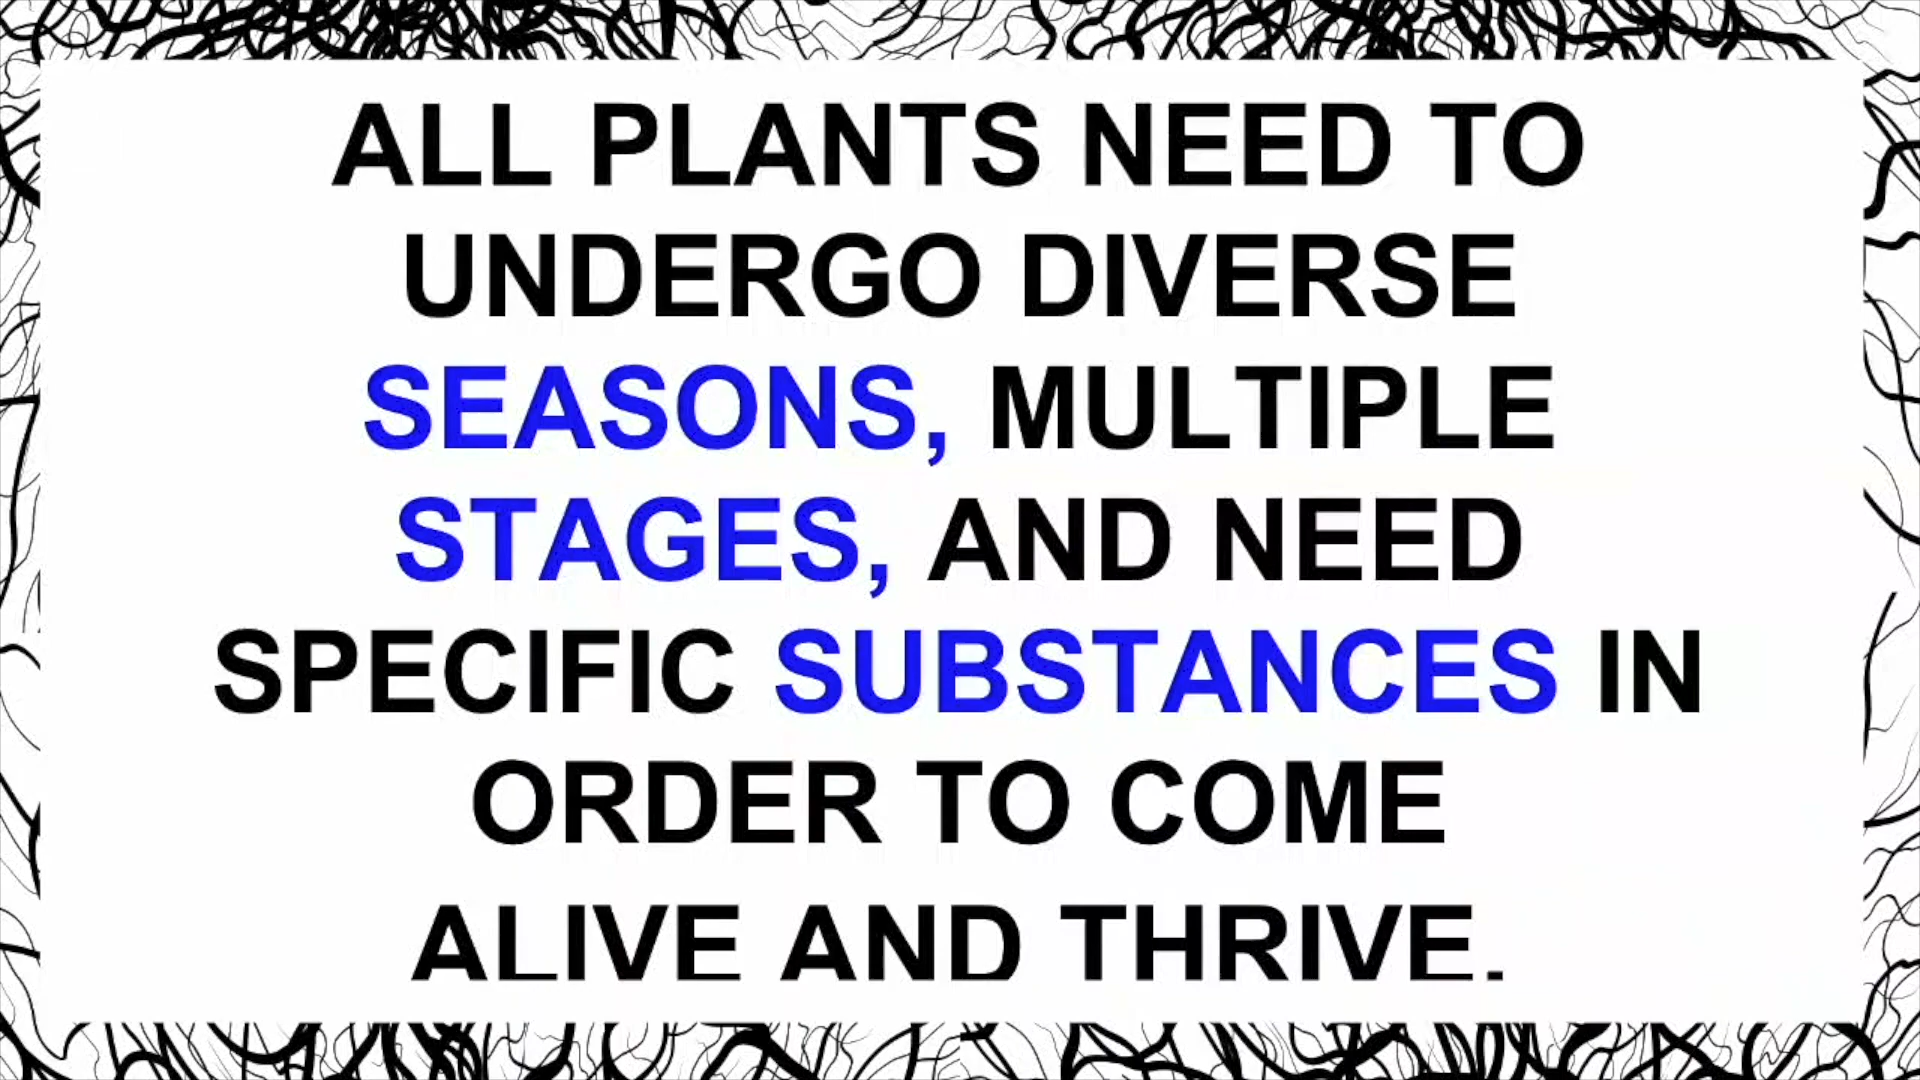 ALL PLANTS NEED TO
UNDERGO DIVERSE
SEASONS, MULTIPLE
STAGES, AND NEED
SPECIFIC SUBSTANCES IN
ORDER TO COME
ALIVE AND THRIVE.